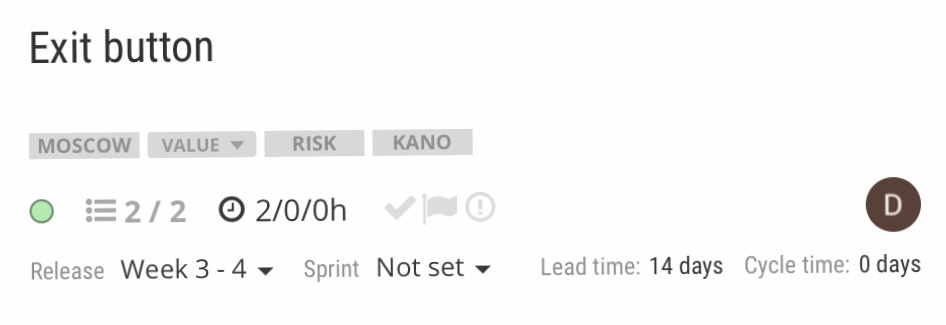 Exit button
MOSCOW VALUE RISK KANO
2 / 2 2/0/0h D
Release Week 3 - 4 Sprint Not set Lead time: 14 days Cycle time: 0 days